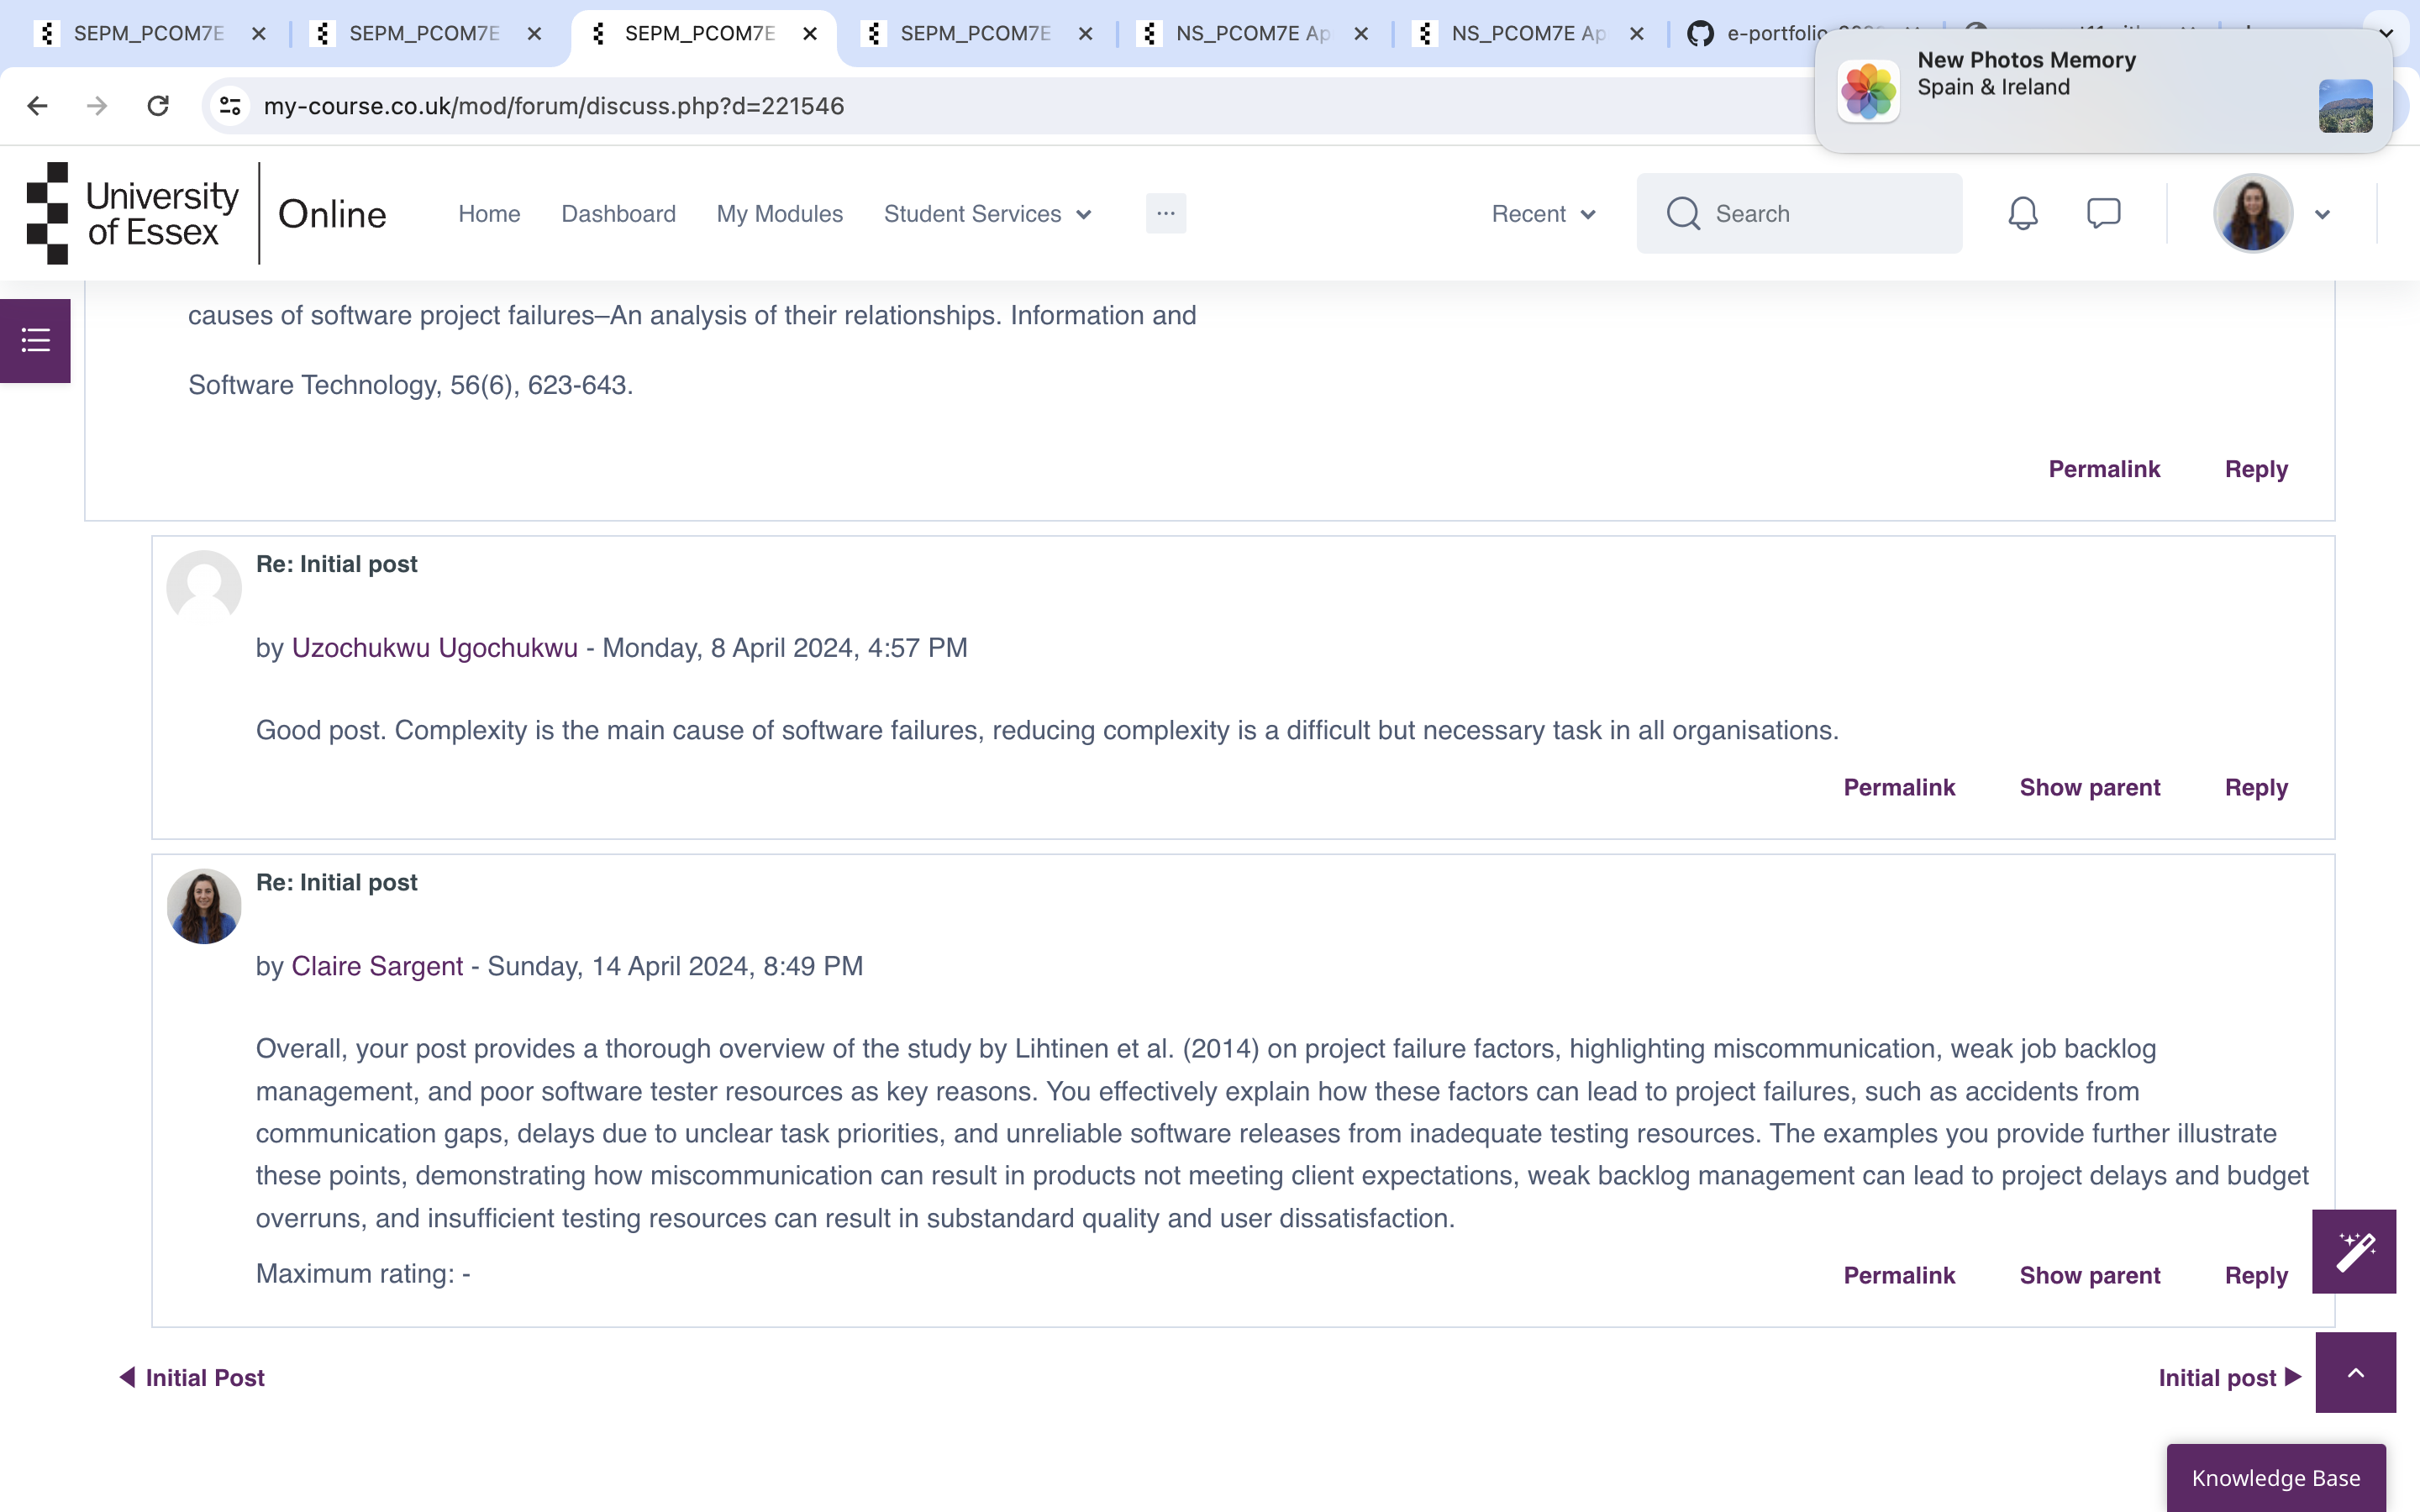 SEPM_PCOM7E
SEPM_PCOM7E
SEPM_PCOM7E
SEPM_PCOM7E
NS_PCOM7E Ap
NS_PCOM7E Ap
e-portfolio
New Photos Memory
Spain & Ireland
my-course.co.uk/mod/forum/discuss.php?d=221546
University
of Essex
Online
Home
Dashboard
My Modules
Student Services
Recent
Search
causes of software project failures–An analysis of their relationships. Information and
Software Technology, 56(6), 623-643.
Permalink
Reply
Re: Initial post
by Uzochukwu Ugochukwu - Monday, 8 April 2024, 4:57 PM
Good post. Complexity is the main cause of software failures, reducing complexity is a difficult but necessary task in all organisations.
Permalink
Show parent
Reply
Re: Initial post
by Claire Sargent - Sunday, 14 April 2024, 8:49 PM
Overall, your post provides a thorough overview of the study by Lihtinen et al. (2014) on project failure factors, highlighting miscommunication, weak job backlog
management, and poor software tester resources as key reasons. You effectively explain how these factors can lead to project failures, such as accidents from
communication gaps, delays due to unclear task priorities, and unreliable software releases from inadequate testing resources. The examples you provide further illustrate
these points, demonstrating how miscommunication can result in products not meeting client expectations, weak backlog management can lead to project delays and budget
overruns, and insufficient testing resources can result in substandard quality and user dissatisfaction.
Maximum rating: -
Permalink
Show parent
Reply
Initial Post
Initial post
Knowledge Base